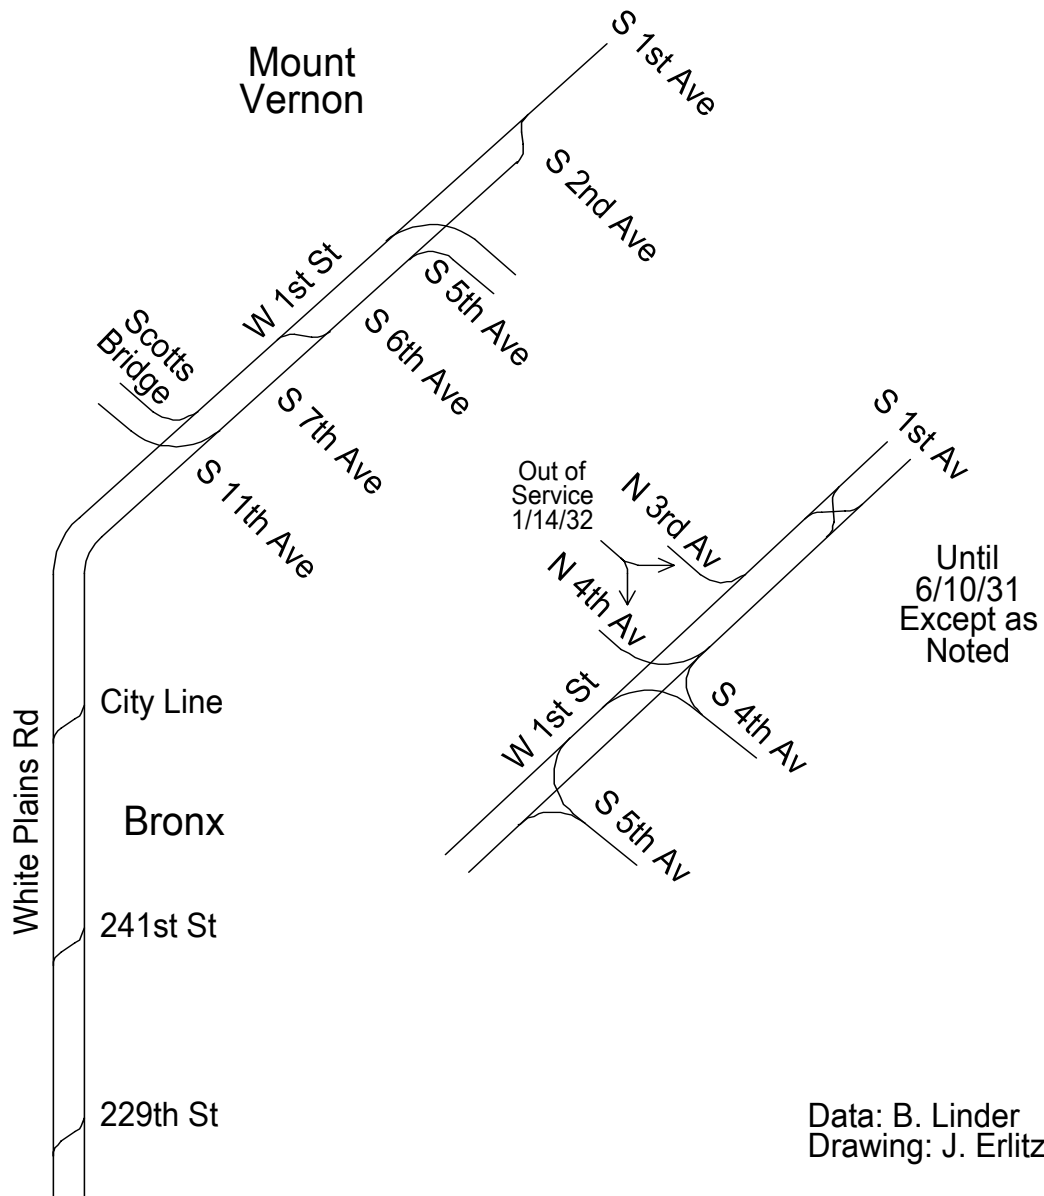 S 1st Ave
Mount
Vernon
S 2nd Ave
W 1st St
S 5th Ave
Scotts
Bridge
S 6th Ave
S 7th Ave
S 11th Ave
S 1st Av
Out of
Service
1/14/32
N 3rd Av
N 4th Av
Until
6/10/31
Except as
Noted
W 1st St
S 4th Av
S 5th Av
City Line
White Plains Rd
Bronx
241st St
229th St
Data: B. Linder
Drawing: J. Erlitz